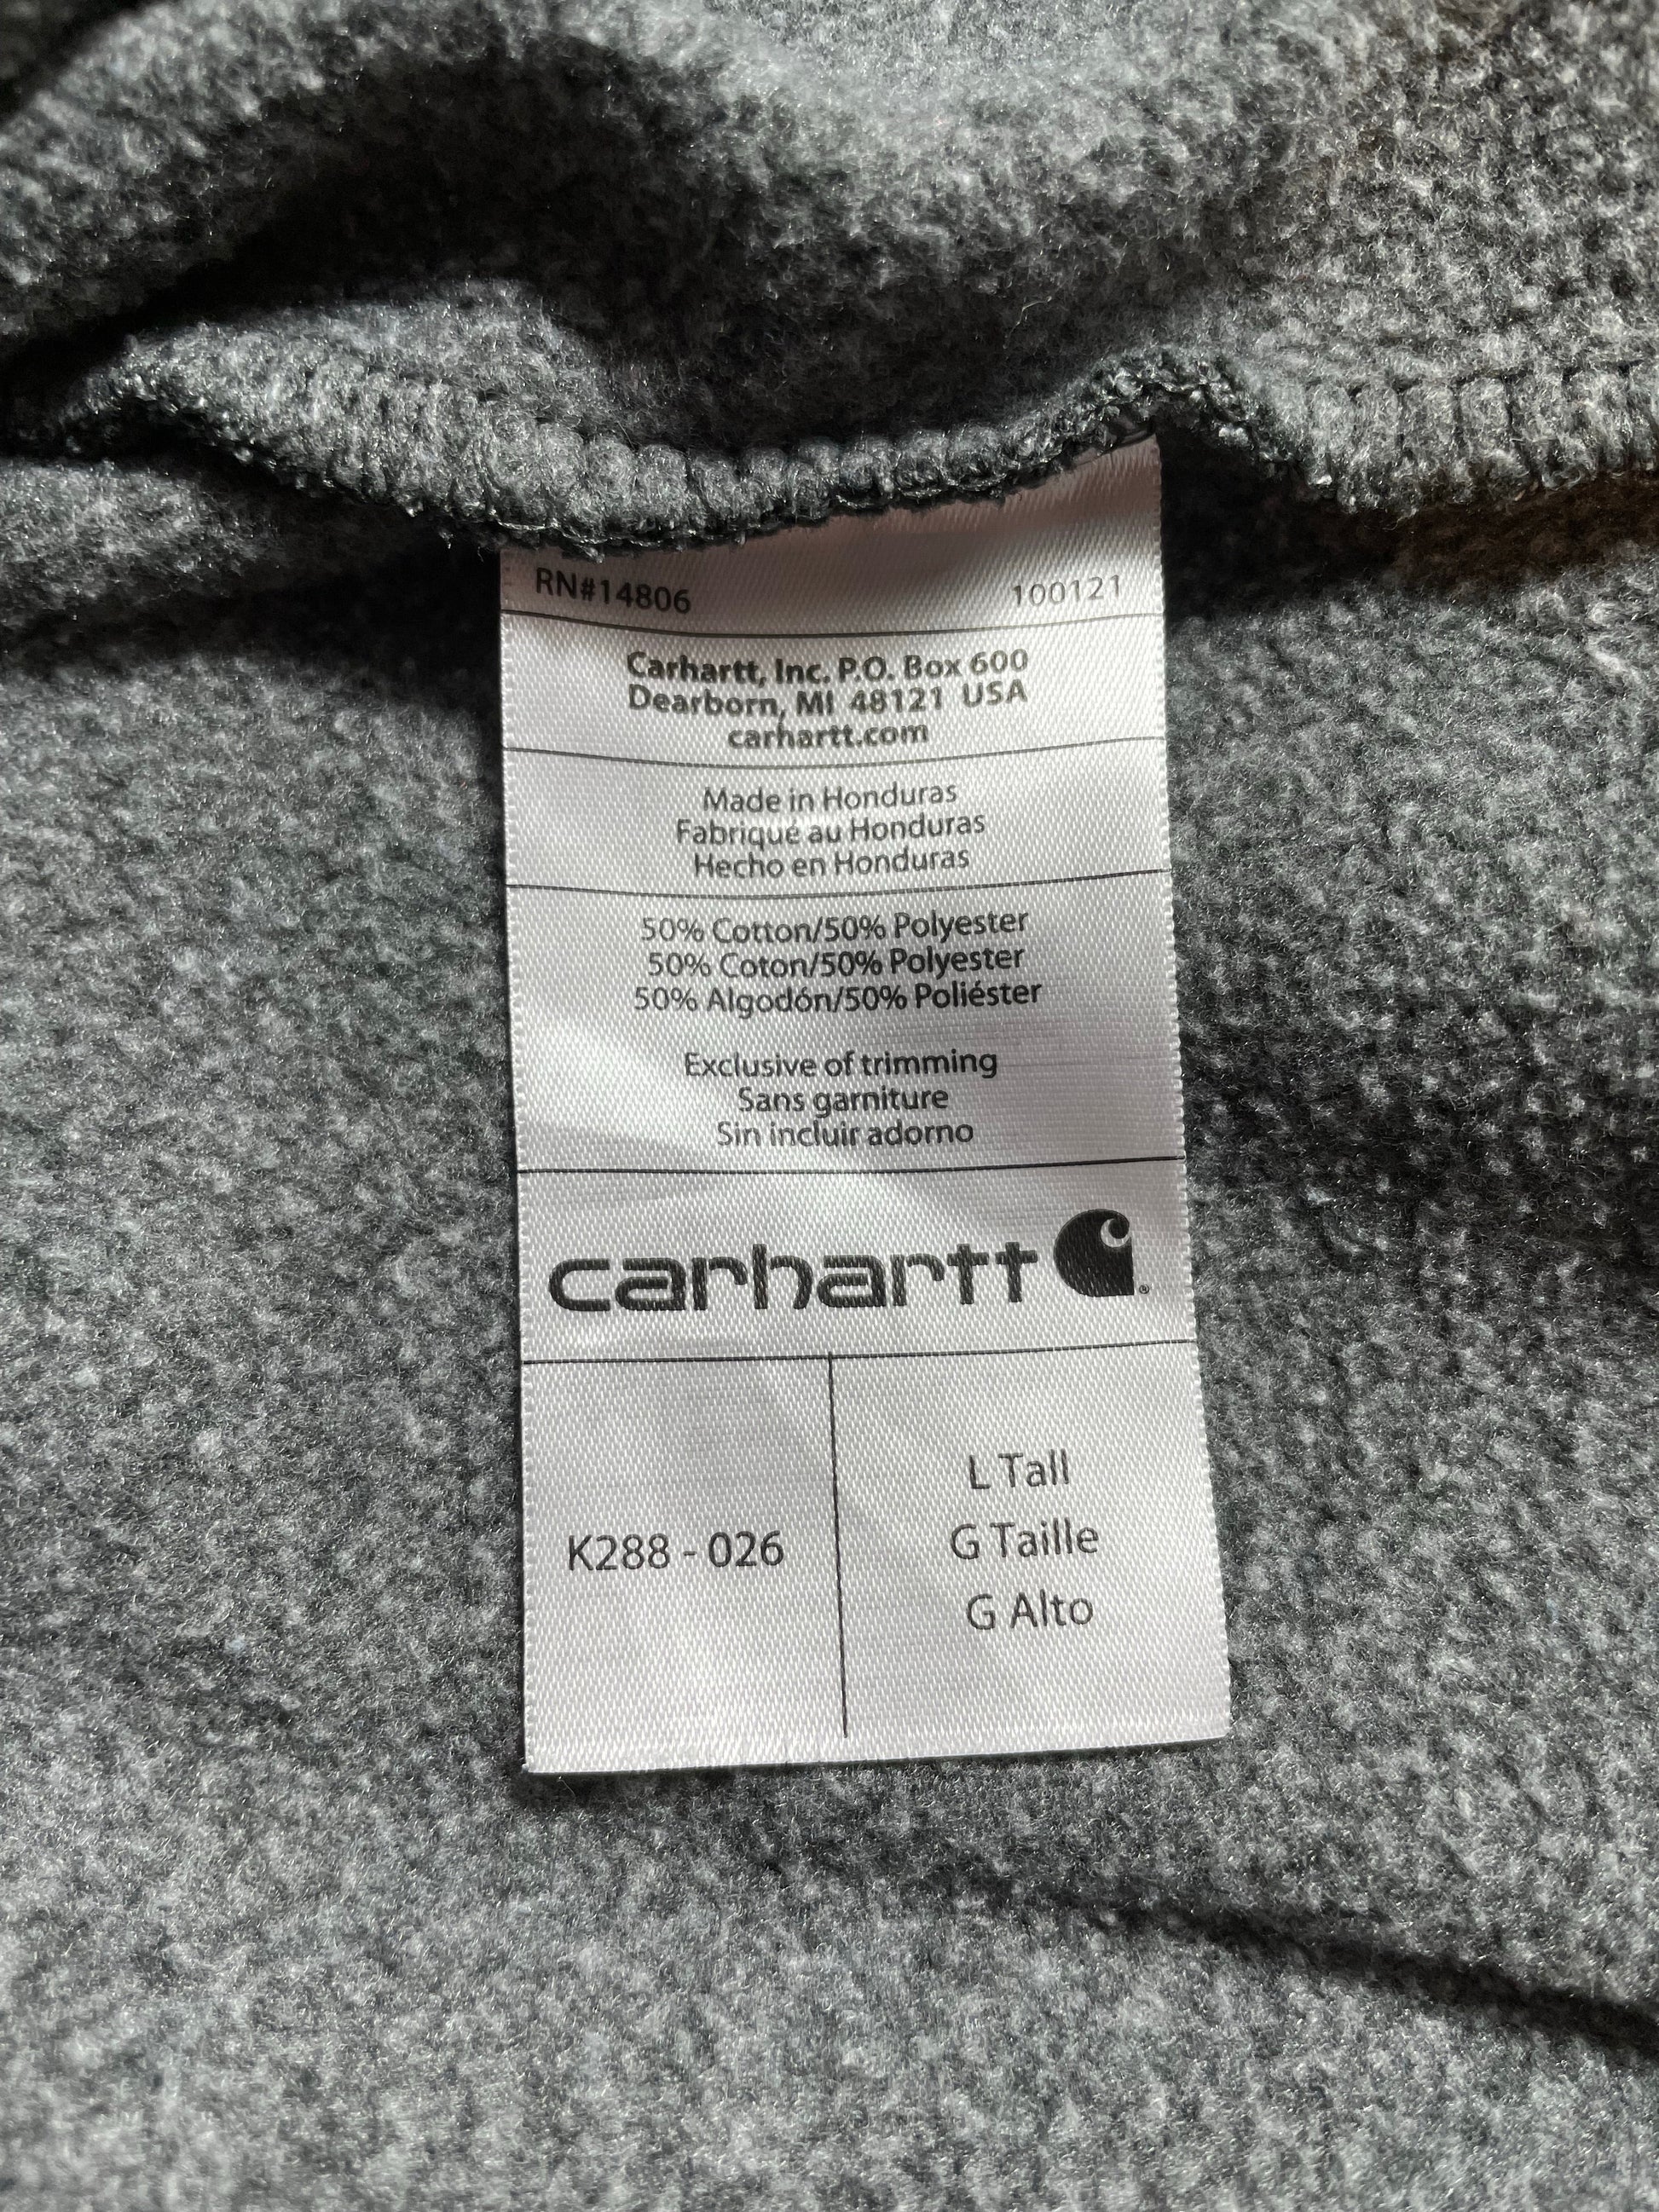 RN#14806 100121
Carhartt, Inc. P.O. Box 600
Dearborn, MI 48121 USA
carhartt.com
Made in Honduras
Fabriqué au Honduras
Hecho en Honduras
50% Cotton/50% Polyester
50% Coton/50% Polyester
50% Algodón/50% Poliéster
Exclusive of trimming
Sans garniture
Sin incluir adorno
carhartt ®
K288 - 026
L Tall
G Taille
G Alto